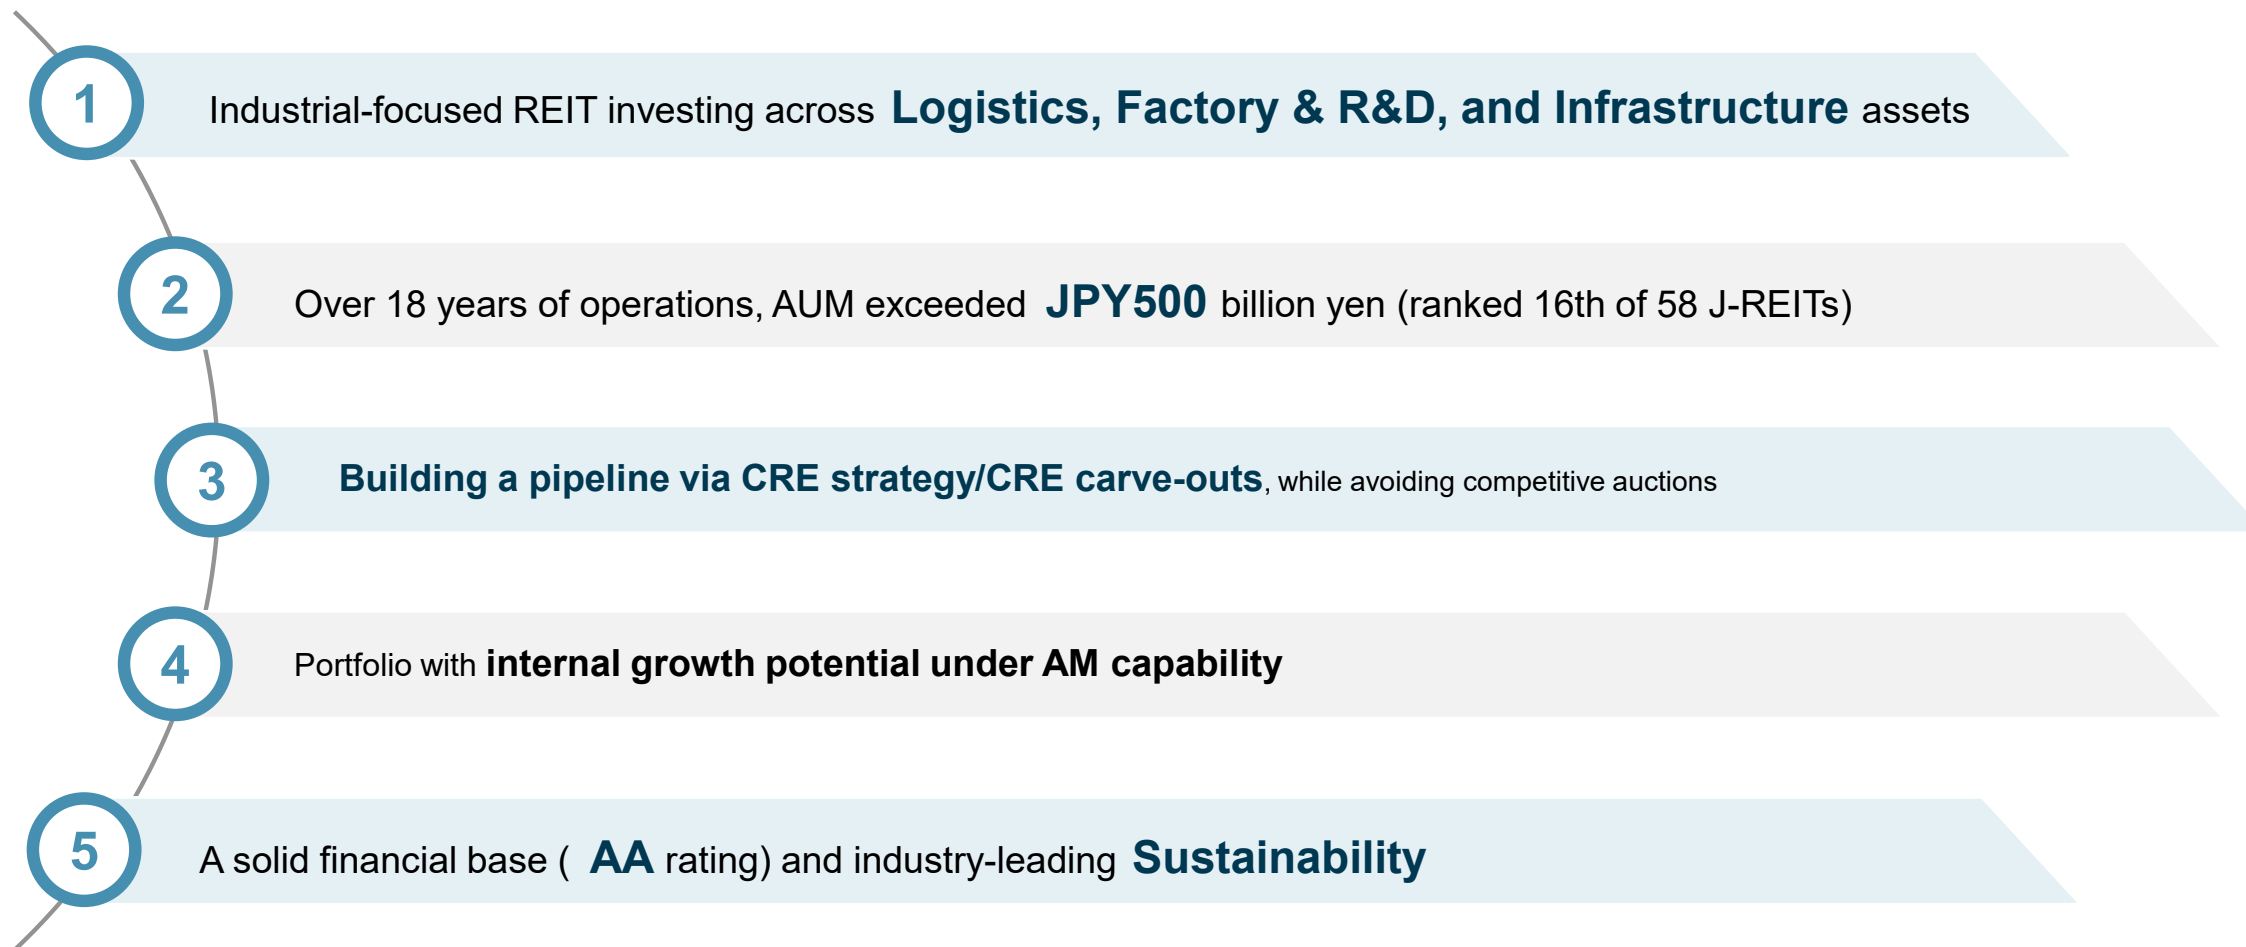 1
Industrial-focused REIT investing across Logistics, Factory & R&D, and Infrastructure assets
2
Over 18 years of operations, AUM exceeded JPY500 billion yen (ranked 16th of 58 J-REITs)
3
Building a pipeline via CRE strategy/CRE carve-outs, while avoiding competitive auctions
4
Portfolio with internal growth potential under AM capability
5
A solid financial base ( AA rating) and industry-leading Sustainability